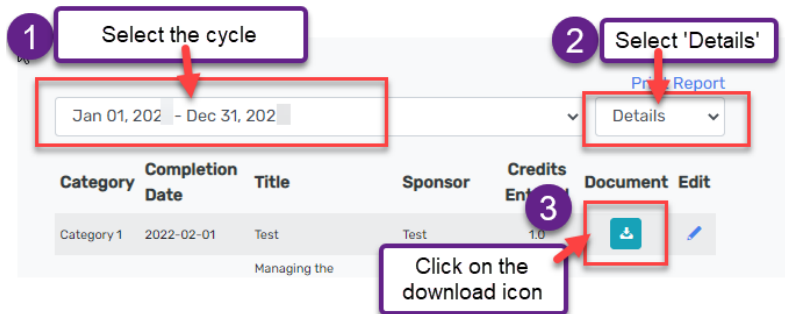 1 Select the cycle
2 Select 'Details'
Print Report
Jan 01, 202 - Dec 31, 202
Details
Category Completion Date Title Sponsor Credits Document Edit
Category 1 2022-02-01 Test Test 1.0
3
Managing the
Click on the
download icon